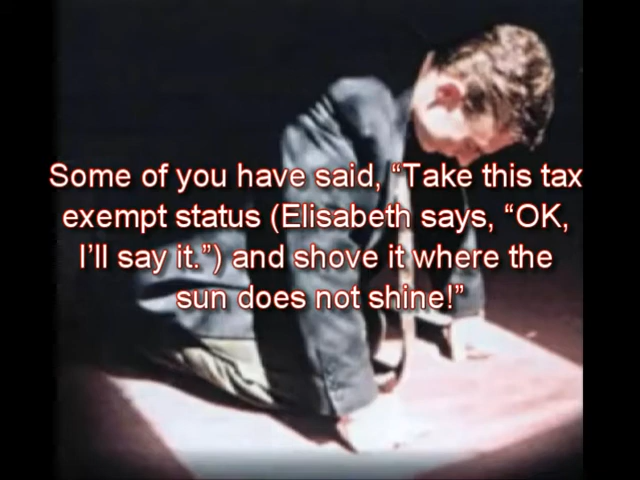 Some of you have said, “Take this tax
exempt status (Elisabeth says, “OK,
I’ll say it.”) and shove it where the
sun does not shine!”